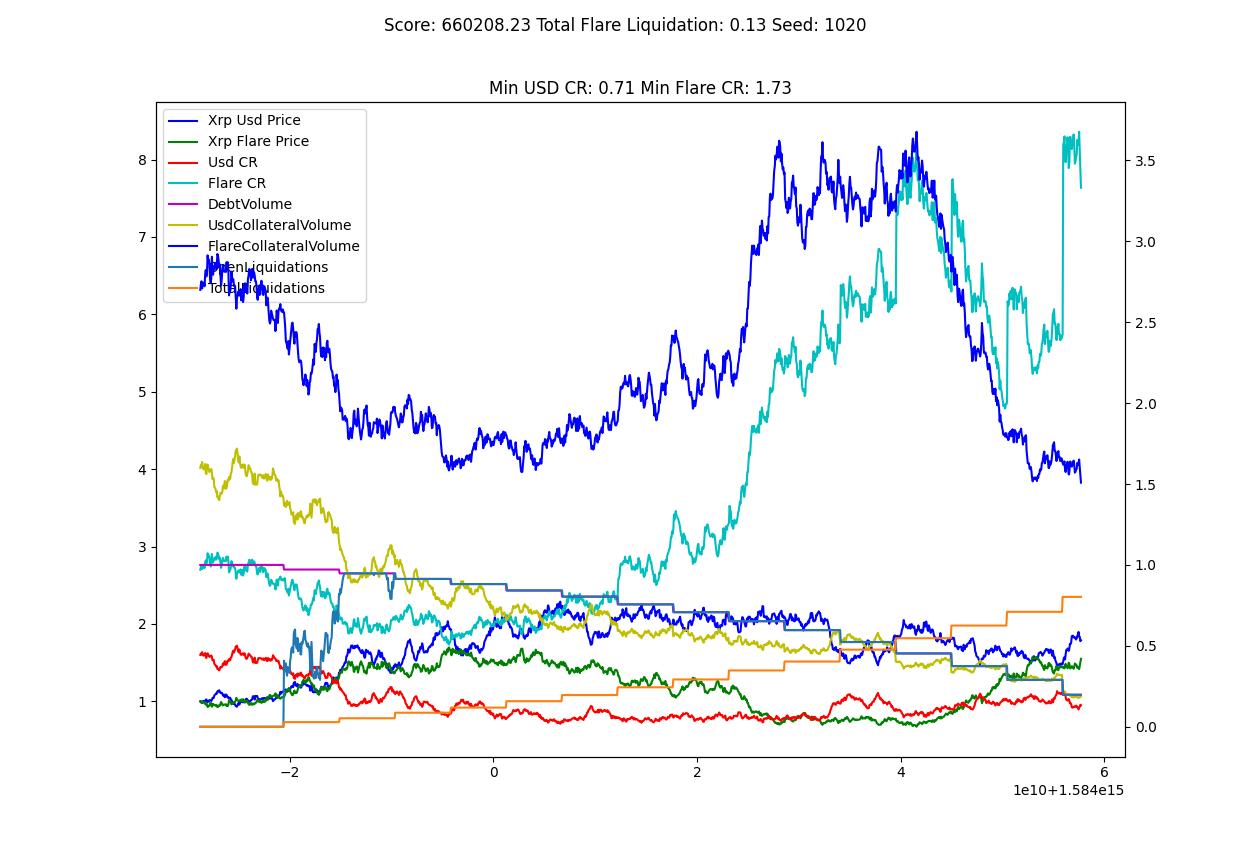 Score: 660208.23 Total Flare Liquidation: 0.13 Seed: 1020
Min USD CR: 0.71 Min Flare CR: 1.73
Xrp Usd Price
Xrp Flare Price
Usd CR
Flare CR
DebtVolume
UsdCollateralVolume
FlareCollateralVolume
OpenLiquidations
TotalLiquidations
8
7
6
5
4
3
2
1
3.5
3.0
2.5
2.0
1.5
1.0
0.5
0.0
−2 0 2 4 6
1e10+1.584e15